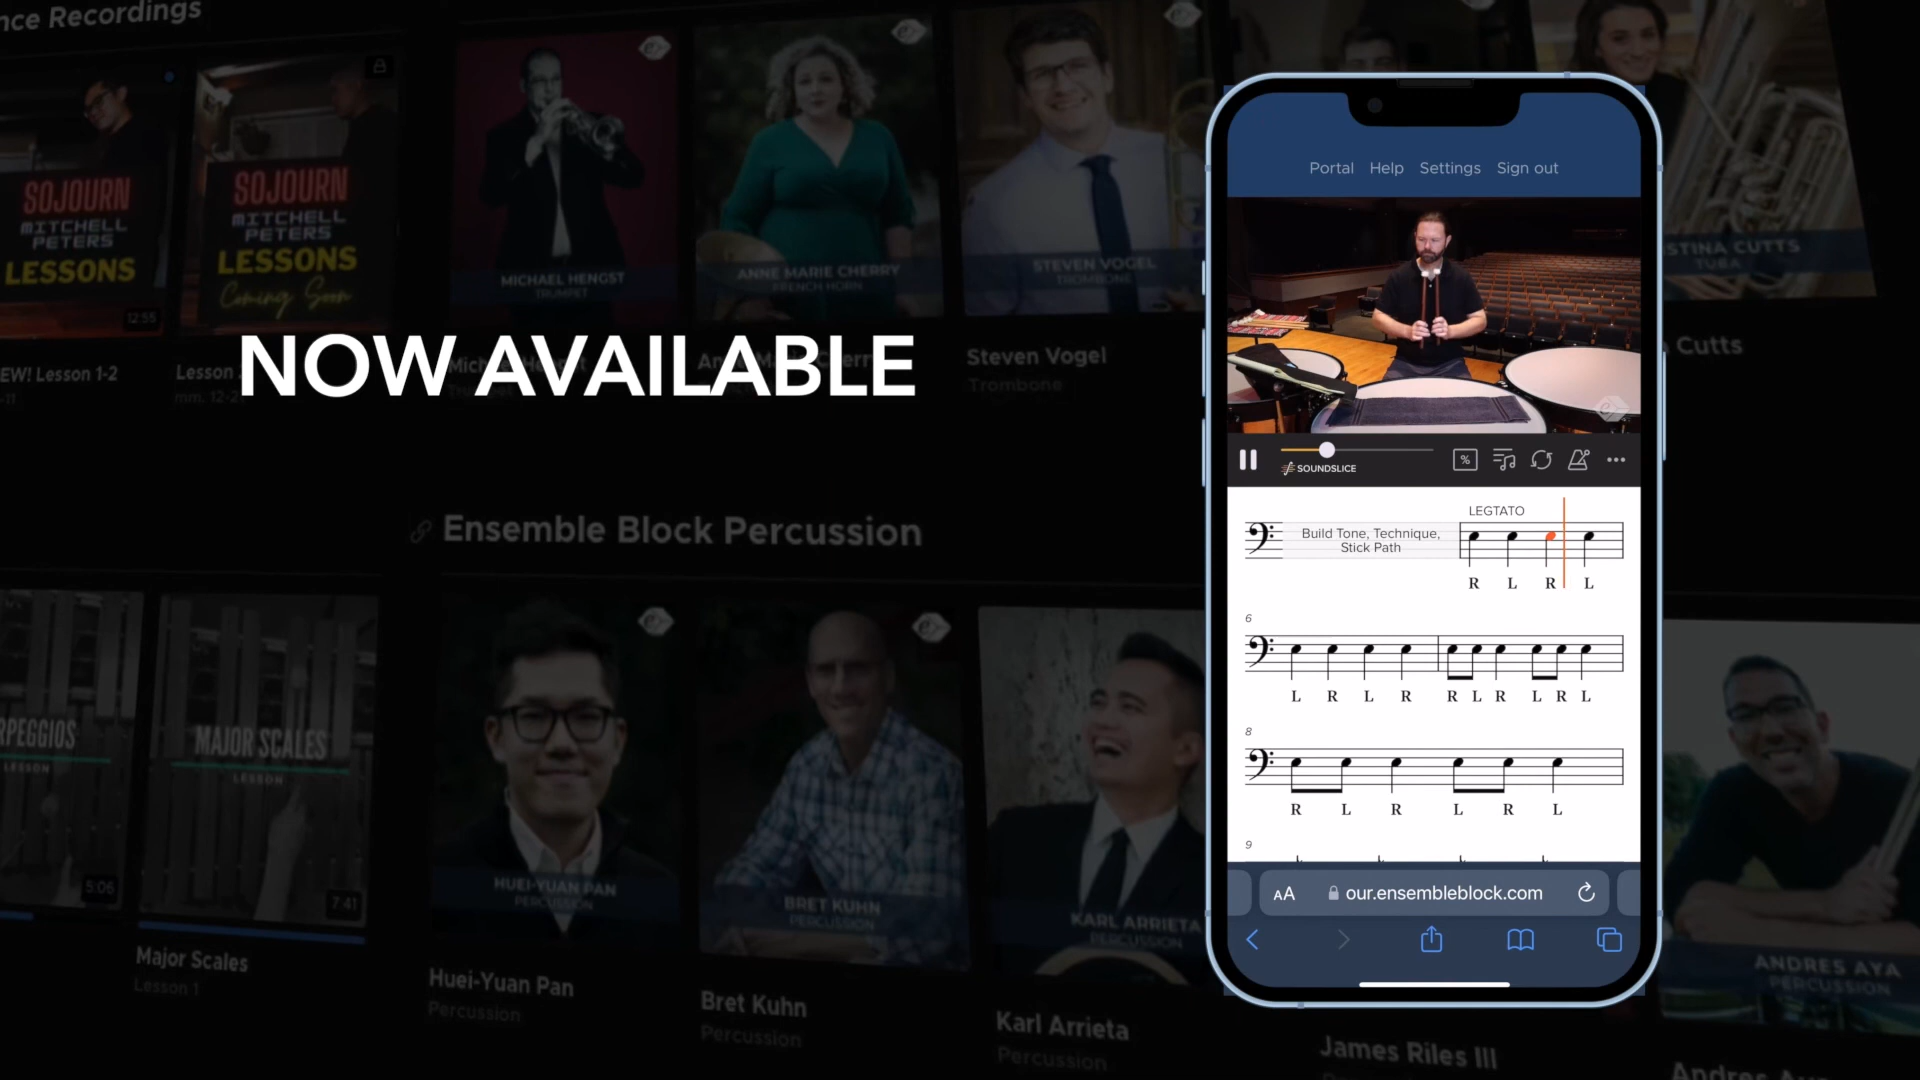 nce Recordings
SOJOURN
MITCHELL
PETERS
LESSONS
12:55
EW! Lesson 1-2
SOJOURN
MITCHELL
PETERS
LESSONS
Coming Soon
Lesson
mm. 12-2
MICHAEL HENGST
TRUMPET
ANNE MARIE CHERRY
FRENCH HORN
STEVEN VOGEL
TROMBONE
Steven Vogel
Trombone
STINA CUTTS
TUBA
Cutts
NOW AVAILABLE
Ensemble Block Percussion
RPEGGIOS
LESSON
5:06
MAJOR SCALES
LESSON
7:41
Major Scales
Lesson 1
HUEI-YUAN PAN
PERCUSSION
Huei-Yuan Pan
Percussion
BRET KUHN
PERCUSSION
Bret Kuhn
Percussion
KARL ARRIETA
PERCUSSION
Karl Arrieta
Percussion
James Riles III
ANDRES AYA
PERCUSSION
Portal Help Settings Sign out
SOUNDSLICE
%
LEGTATO
Build Tone, Technique,
Stick Path
R L R L
6
L R L R R L R L R L
8
R L R L R L
9
AA our.ensembleblock.com